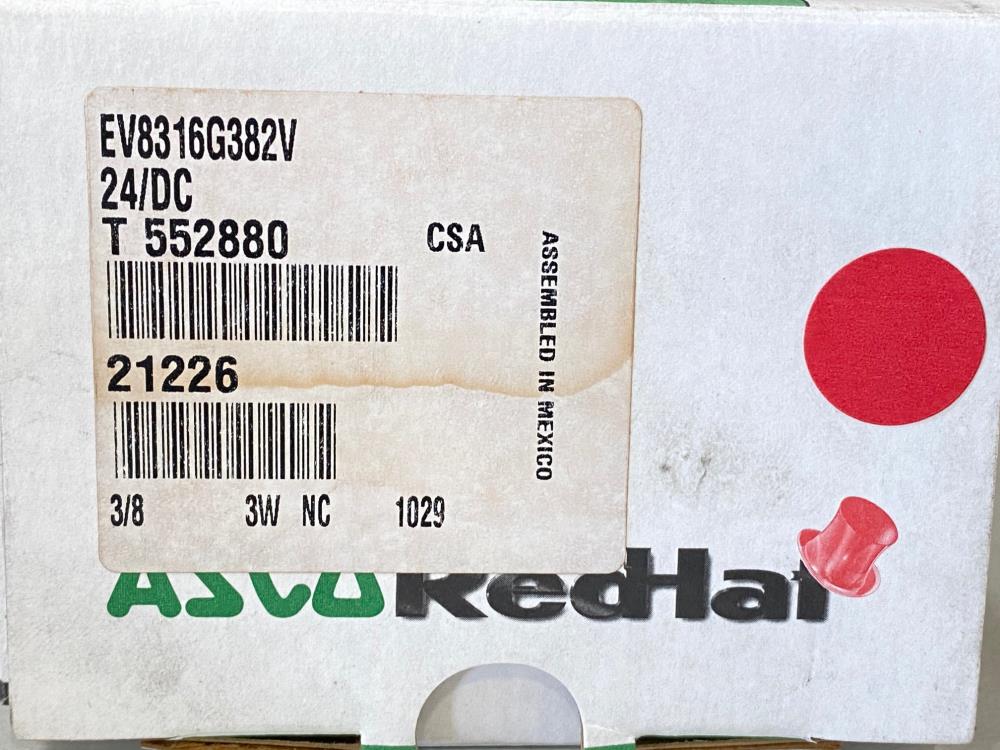 EV8316G382V
24/DC
T 552880
CSA
ASSEMBLED IN MEXICO
21226
3/8 3W NC 1029
ASCO RedHat